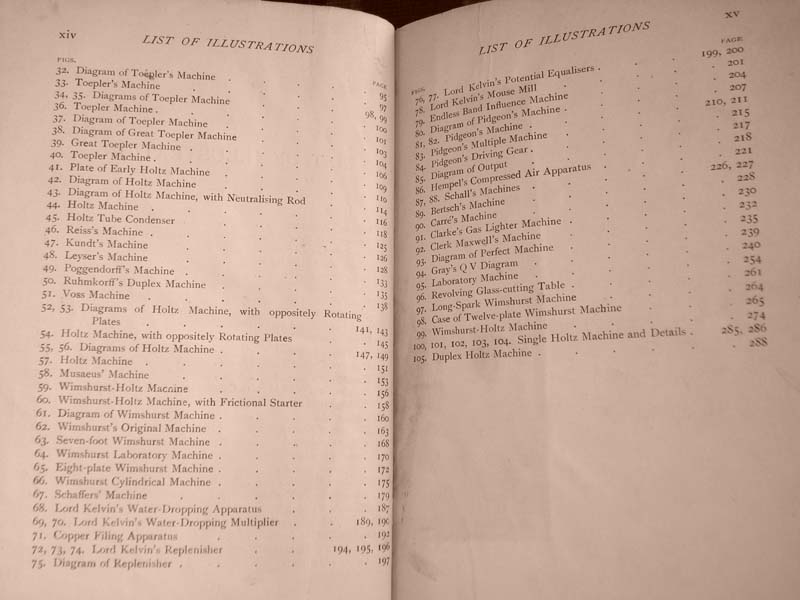 xiv
LIST OF ILLUSTRATIONS
FIGS. PAGE
32. Diagram of Toepler's Machine . . . . . 95
33. Toepler's Machine . . . . . 97
34, 35. Diagrams of Toepler Machine . . . . 98, 99
36. Toepler Machine . . . . . . 100
37. Diagram of Toepler Machine . . . . . 101
38. Diagram of Great Toepler Machine . . . . 103
39. Great Toepler Machine . . . . . 104
40. Toepler Machine . . . . . . 106
41. Plate of Early Holtz Machine . . . . 109
42. Diagram of Holtz Machine . . . . . 110
43. Diagram of Holtz Machine, with Neutralising Rod . . 114
44. Holtz Machine . . . . . . 116
45. Holtz Tube Condenser . . . . . 118
46. Reiss's Machine . . . . . . 125
47. Kundt's Machine . . . . . . 126
48. Leyser's Machine . . . . . . 128
49. Poggendorff's Machine . . . . . 133
50. Ruhmkorff's Duplex Machine . . . . 135
51. Voss Machine . . . . . . 138
52, 53. Diagrams of Holtz Machine, with oppositely Rotating
Plates . . . . . . 141, 143
54. Holtz Machine, with oppositely Rotating Plates . . 145
55, 56. Diagrams of Holtz Machine . . . . 147, 149
57. Holtz Machine . . . . . . 151
58. Musaeus' Machine . . . . . 153
59. Wimshurst-Holtz Machine . . . . . 156
60. Wimshurst-Holtz Machine, with Frictional Starter . . 158
61. Diagram of Wimshurst Machine . . . . . 160
62. Wimshurst's Original Machine . . . . . 163
63. Seven-foot Wimshurst Machine . . . . . 168
64. Wimshurst Laboratory Machine . . . . . 170
65. Eight-plate Wimshurst Machine . . . . . 172
66. Wimshurst Cylindrical Machine . . . . . 175
67. Schaffers' Machine . . . . . 179
68. Lord Kelvin's Water-Dropping Apparatus . . . 187
69, 70. Lord Kelvin's Water-Dropping Multiplier . . 189, 190
71. Copper Filing Apparatus . . . . . 192
72, 73, 74. Lord Kelvin's Replenisher . . 194, 195, 196
75. Diagram of Replenisher . . . . . 197
xv
LIST OF ILLUSTRATIONS
FIGS. PAGE
76, 77. Lord Kelvin's Potential Equalisers . . . 199, 200
78. Lord Kelvin's Mouse Mill . . . . 201
79. Endless Band Influence Machine . . . . 204
80. Diagram of Pidgeon's Machine . . . . 207
81, 82. Pidgeon's Machine . . . . 210, 211
83. Pidgeon's Multiple Machine . . . . 215
84. Pidgeon's Driving Gear . . . . . 217
85. Diagram of Output . . . . . 218
86. Hempel's Compressed Air Apparatus . . . . 221
87, 88. Schall's Machines . . . . 226, 227
89. Bertsch's Machine . . . . . 228
90. Carré's Machine . . . . . 230
91. Clarke's Gas Lighter Machine . . . . 232
92. Clerk Maxwell's Machine . . . . 235
93. Diagram of Perfect Machine . . . . 239
94. Gray's Q V Diagram . . . . . 240
95. Laboratory Machine . . . . . 254
96. Revolving Glass-cutting Table . . . . 261
97. Long-Spark Wimshurst Machine . . . . 264
98. Case of Twelve-plate Wimshurst Machine . . . 265
99. Wimshurst-Holtz Machine . . . . 274
100, 101, 102, 103, 104. Single Holtz Machine and Details . 285, 286
105. Duplex Holtz Machine . . . . . 288